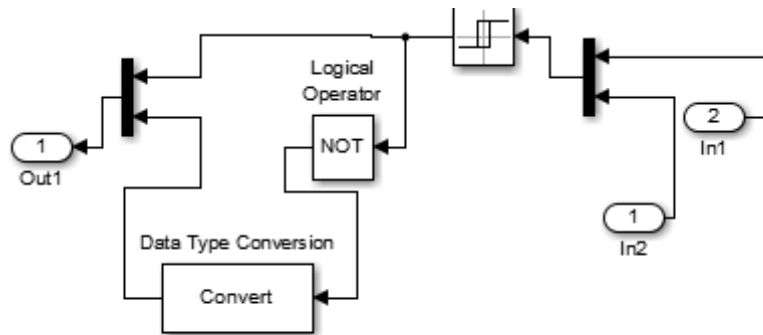 Logical
Operator
NOT
2
In1
1
Out1
1
In2
Data Type Conversion
Convert